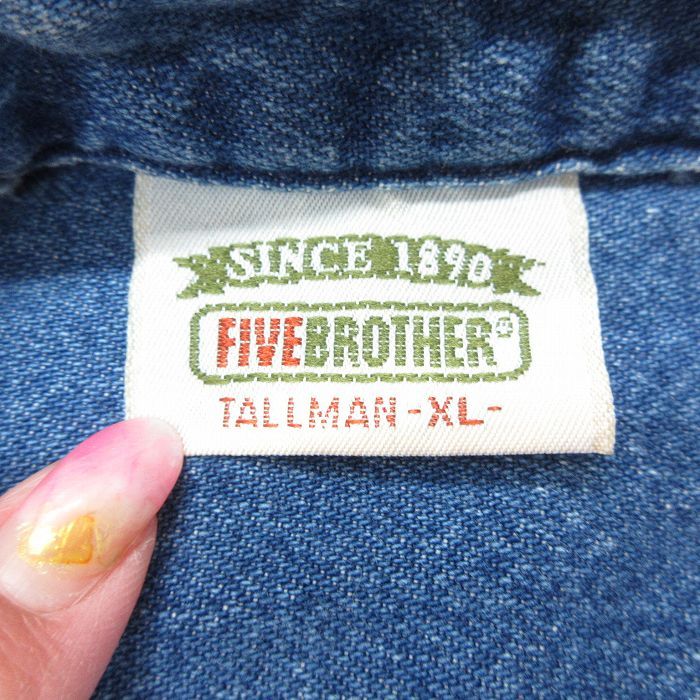 SINCE 1890
FIVEBROTHER®
TALLMAN -XL-